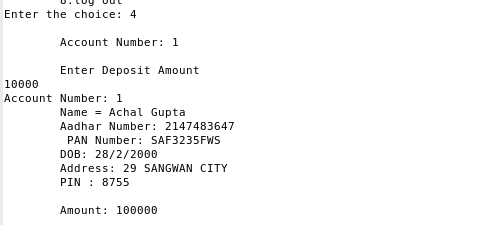 8.log out
Enter the choice: 4
Account Number: 1
Enter Deposit Amount
10000
Account Number: 1
Name = Achal Gupta
Aadhar Number: 2147483647
PAN Number: SAF3235FWS
DOB: 28/2/2000
Address: 29 SANGWAN CITY
PIN : 8755
Amount: 100000